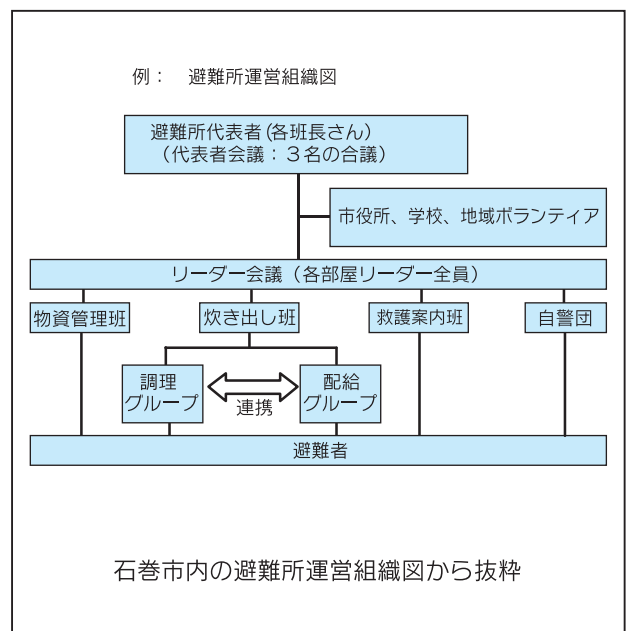 例： 避難所運営組織図
避難所代表者(各班長さん)
（代表者会議：３名の合議）
市役所、学校、地域ボランティア
リーダー会議（各部屋リーダー全員）
物資管理班
炊き出し班
救護案内班
自警団
調理
グループ
連携
配給
グループ
避難者
石巻市内の避難所運営組織図から抜粋